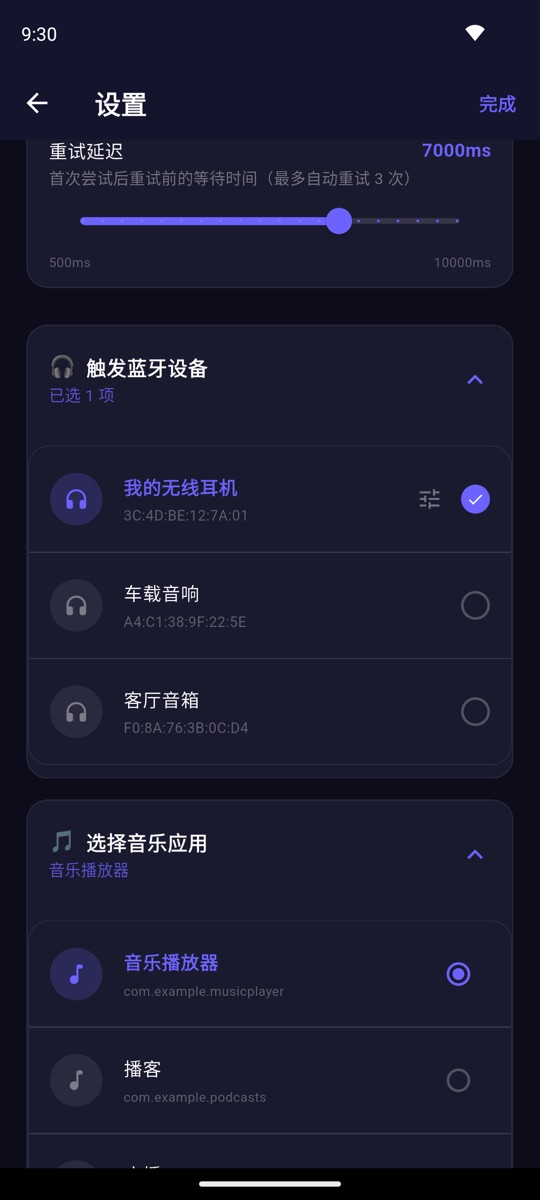 9:30
设置
完成
重试延迟
7000ms
首次尝试后重试前的等待时间（最多自动重试 3 次）
500ms
10000ms
触发蓝牙设备
已选 1 项
我的无线耳机
3C:4D:BE:12:7A:01
车载音响
A4:C1:38:9F:22:5E
客厅音箱
F0:8A:76:3B:0C:D4
选择音乐应用
音乐播放器
音乐播放器
com.example.musicplayer
播客
com.example.podcasts